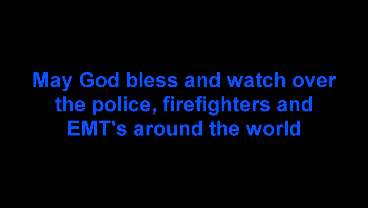 May God bless and watch over
the police, firefighters and
EMT's around the world